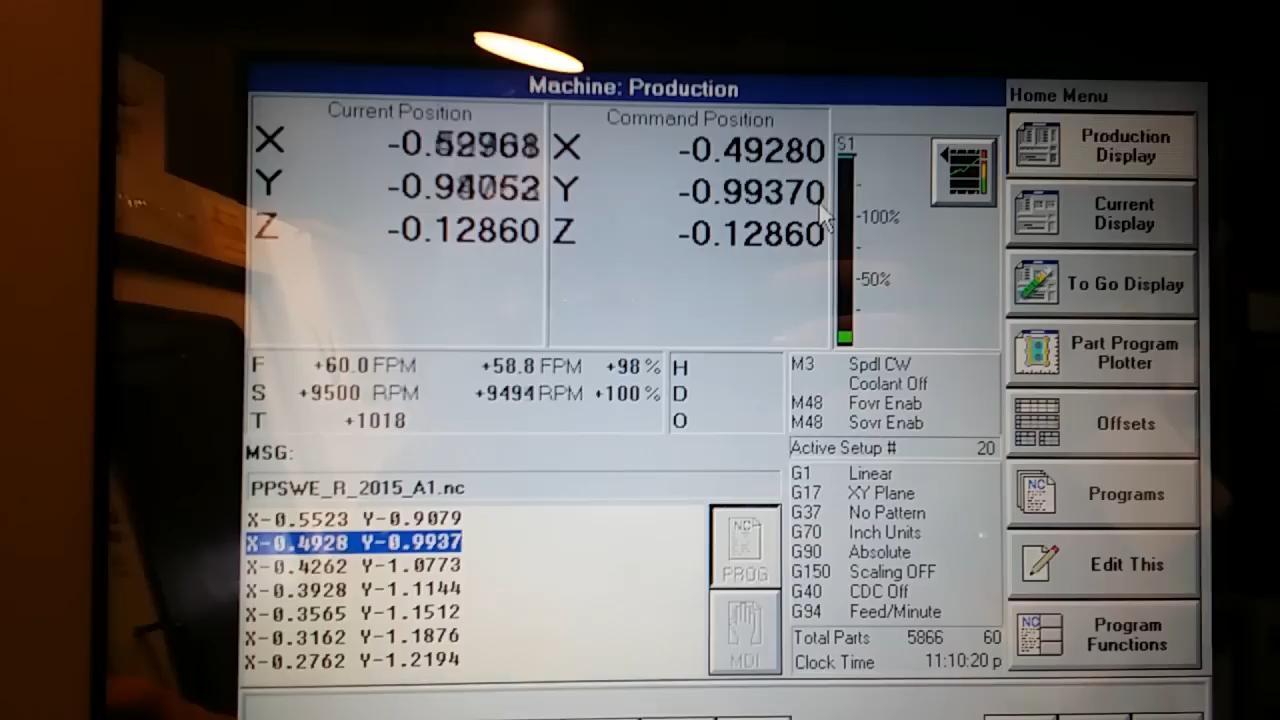 Machine: Production
Current Position
X
Y
Z -0.12860
Command Position
X -0.49280
Y -0.99370
Z -0.12860
S1
-100%
-50%
F +60.0 FPM +58.8 FPM +98 %
S +9500 RPM +9494 RPM +100 %
T +1018
H
D
O
M3 Spdl CW
Coolant Off
M48 Fovr Enab
M48 Sovr Enab
Active Setup # 20
MSG:
PPSWE_R_2015_A1.nc
X-0.5523 Y-0.9079
X-0.4928 Y-0.9937
X-0.4262 Y-1.0773
X-0.3928 Y-1.1144
X-0.3565 Y-1.1512
X-0.3162 Y-1.1876
X-0.2762 Y-1.2194
NC
PROG
MDI
G1 Linear
G17 XY Plane
G37 No Pattern
G70 Inch Units
G90 Absolute
G150 Scaling OFF
G40 CDC Off
G94 Feed/Minute
Total Parts 5866 60
Clock Time 11:10:20 p
Home Menu
Production
Display
Current
Display
To Go Display
Part Program
Plotter
Offsets
NC
Programs
Edit This
NC
Program
Functions